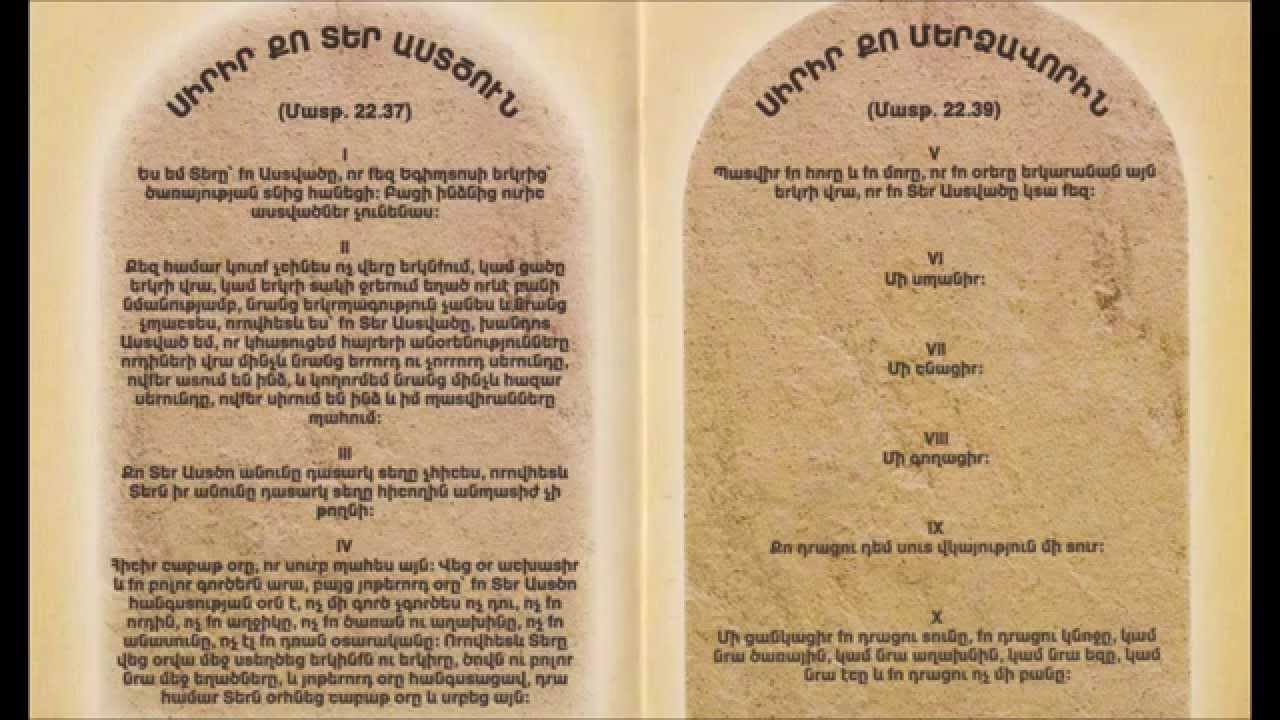 ՍԻՐԻՐ ՔՈ ՏԵՐ ԱՍՏԾՈՒՆ
(Մատթ. 22.37)
I
Ես եմ Տերը՝ քո Աստվածը, որ քեզ Եգիպտոսի երկրից՝
ծառայության տնից հանեցի։ Բացի ինձնից ուրիշ
աստվածներ չունենաս։
II
Քեզ համար կուռք չշինես ոչ վերը երկնքում, կամ ցածը
երկրի վրա, կամ երկրի տակի ջրերում եղած որևէ բանի
նմանությամբ, նրանց երկրպագություն չանես և նրանց
չպաշտես, որովհետև ես՝ քո Տեր Աստվածը, խանդոտ
Աստված եմ, որ կհատուցեմ հայրերի անօրենությունները
որդիների վրա մինչև նրանց երրորդ ու չորրորդ սերունդը,
ովքեր ատում են ինձ, և կողորմեմ նրանց մինչև հազար
սերունդը, ովքեր սիրում են ինձ և իմ պատվիրանները
պահում։
III
Քո Տեր Աստծո անունը դատարկ տեղը չհիշես, որովհետև
Տերն իր անունը դատարկ տեղը հիշողին անպատիժ չի
թողնի։
IV
Հիշիր շաբաթ օրը, որ սուրբ պահես այն։ Վեց օր աշխատիր
և քո բոլոր գործերն արա, բայց յոթերորդ օրը՝ քո Տեր Աստծո
հանգստության օրն է, ոչ մի գործ չգործես ոչ դու, ոչ քո
որդին, ոչ քո աղջիկը, ոչ քո ծառան ու աղախինը, ոչ քո
անասունը, ոչ էլ քո դռան օտարականը։ Որովհետև Տերը
վեց օրվա մեջ ստեղծեց երկինքն ու երկիրը, ծովն ու բոլոր
նրա մեջ եղածները, և յոթերորդ օրը հանգստացավ, դրա
համար Տերն օրհնեց շաբաթ օրը և սրբեց այն։
ՍԻՐԻՐ ՔՈ ՄԵՐՁԱՎՈՐԻՆ
(Մատթ. 22.39)
V
Պատվիր քո հորը և քո մորը, որ քո օրերը երկարանան այն
երկրի վրա, որ քո Տեր Աստվածը կտա քեզ։
VI
Մի սպանիր։
VII
Մի շնացիր։
VIII
Մի գողացիր։
IX
Քո դրացու դեմ սուտ վկայություն մի տուր։
X
Մի ցանկացիր քո դրացու տունը, քո դրացու կնոջը, կամ
նրա ծառային, կամ նրա աղախնին, կամ նրա եզը, կամ
նրա էշը և քո դրացու ոչ մի բանը։